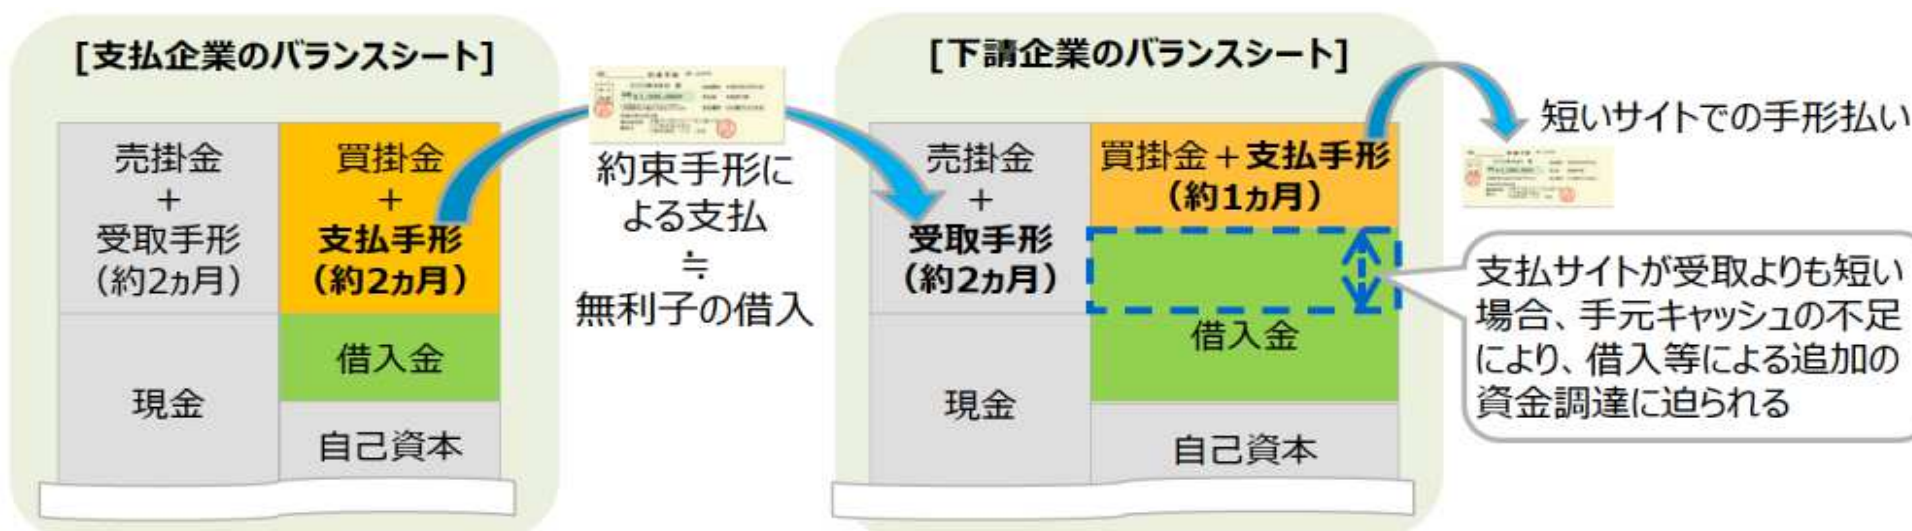 [支払企業のバランスシート]
売掛金
+
受取手形
(約2ヵ月)
現金
買掛金
+
支払手形
(約2ヵ月)
借入金
自己資本
約束手形に
よる支払
≒
無利子の借入
[下請企業のバランスシート]
売掛金
+
受取手形
(約2ヵ月)
現金
買掛金+支払手形
(約1ヵ月)
借入金
自己資本
短いサイトでの手形払い
支払サイトが受取よりも短い
場合、手元キャッシュの不足
により、借入等による追加の
資金調達に迫られる